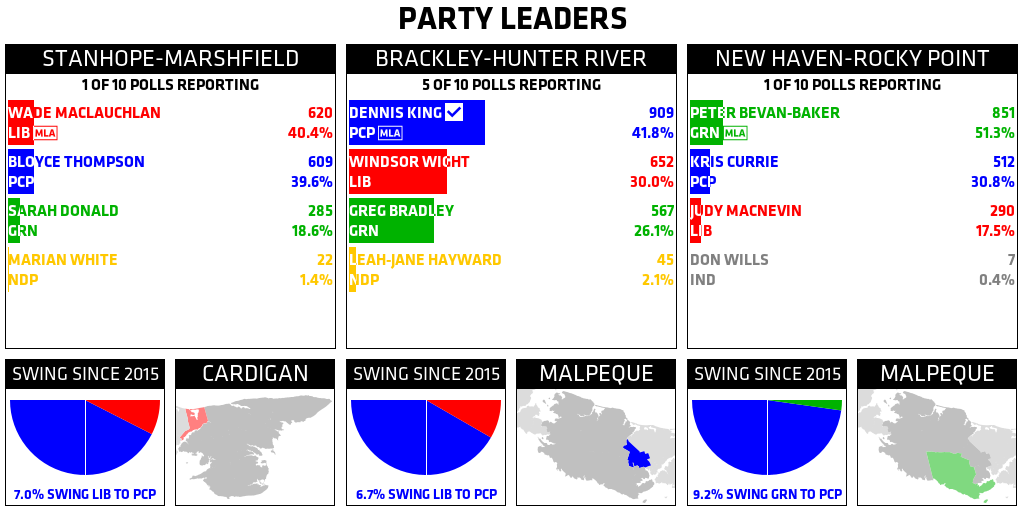 PARTY LEADERS
STANHOPE-MARSHFIELD
1 OF 10 POLLS REPORTING
WADE MACLAUCHLAN 620
LIB MLA 40.4%
BLOYCE THOMPSON 609
PCP 39.6%
SARAH DONALD 285
GRN 18.6%
MARIAN WHITE 22
NDP 1.4%
BRACKLEY-HUNTER RIVER
5 OF 10 POLLS REPORTING
DENNIS KING 909
PCP MLA 41.8%
WINDSOR WIGHT 652
LIB 30.0%
GREG BRADLEY 567
GRN 26.1%
LEAH-JANE HAYWARD 45
NDP 2.1%
NEW HAVEN-ROCKY POINT
1 OF 10 POLLS REPORTING
PETER BEVAN-BAKER 851
GRN MLA 51.3%
KRIS CURRIE 512
PCP 30.8%
JUDY MACNEVIN 290
LIB 17.5%
DON WILLS 7
IND 0.4%
SWING SINCE 2015
7.0% SWING LIB TO PCP
CARDIGAN
SWING SINCE 2015
6.7% SWING LIB TO PCP
MALPEQUE
SWING SINCE 2015
9.2% SWING GRN TO PCP
MALPEQUE